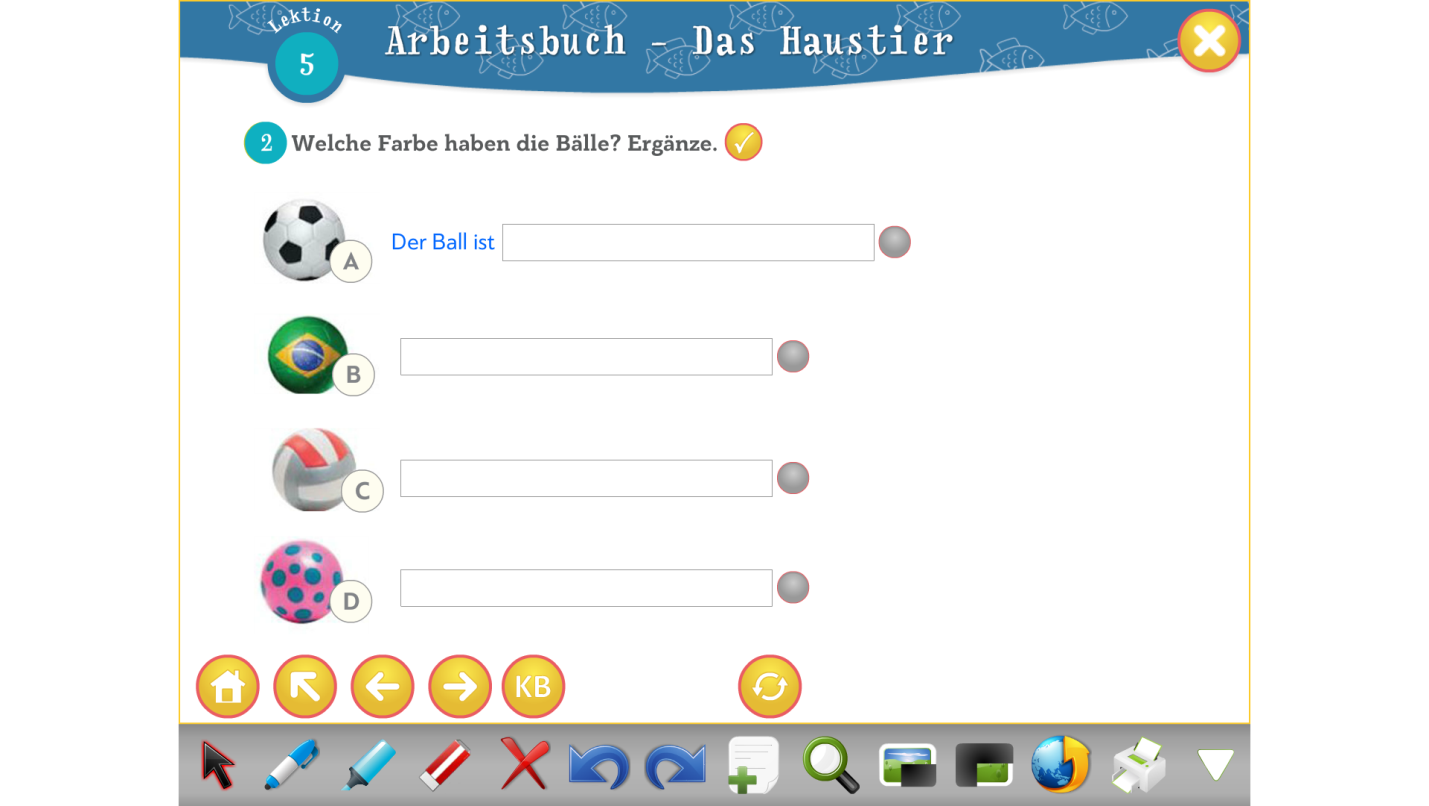 Lektion
5
Arbeitsbuch – Das Haustier
2 Welche Farbe haben die Bälle? Ergänze.
A
Der Ball ist
B
C
D
KB